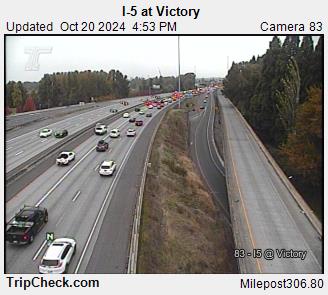 I-5 at Victory
Updated Oct 20 2024 4:53 PM Camera 83
N
83 - I5 @ Victory
TripCheck.com Milepost306.80